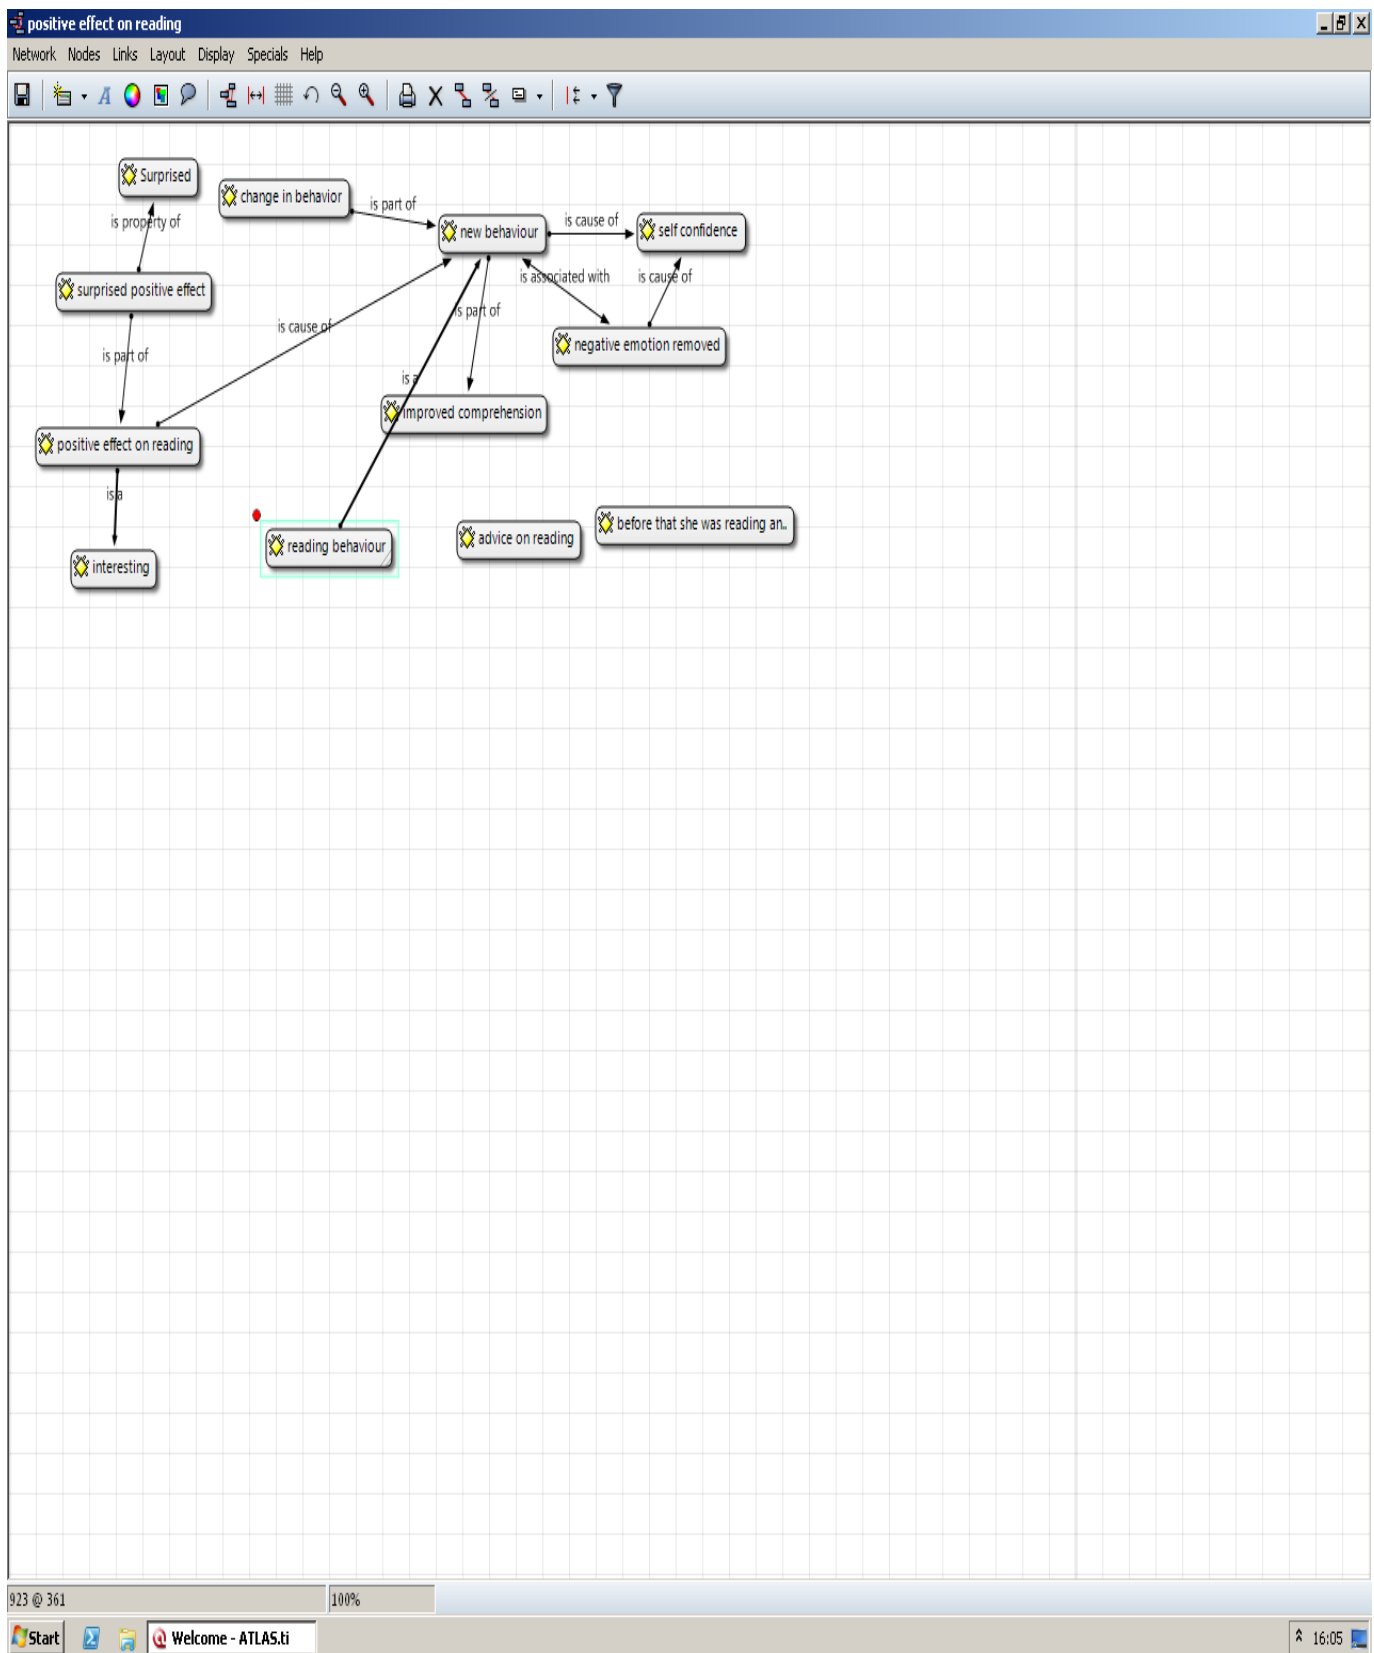 positive effect on reading
Network Nodes Links Layout Display Specials Help
Surprised
change in behavior
is part of
is property of
new behaviour
is cause of
self confidence
surprised positive effect
is associated with
is cause of
is part of
is cause of
is part of
negative emotion removed
is a
improved comprehension
positive effect on reading
is a
before that she was reading an..
advice on reading
reading behaviour
interesting
923 @ 361
100%
Start
Welcome - ATLAS.ti
16:05